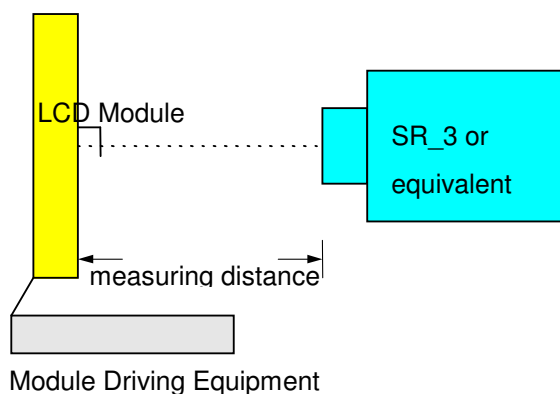 LCD Module
SR_3 or
equivalent
measuring distance
Module Driving Equipment